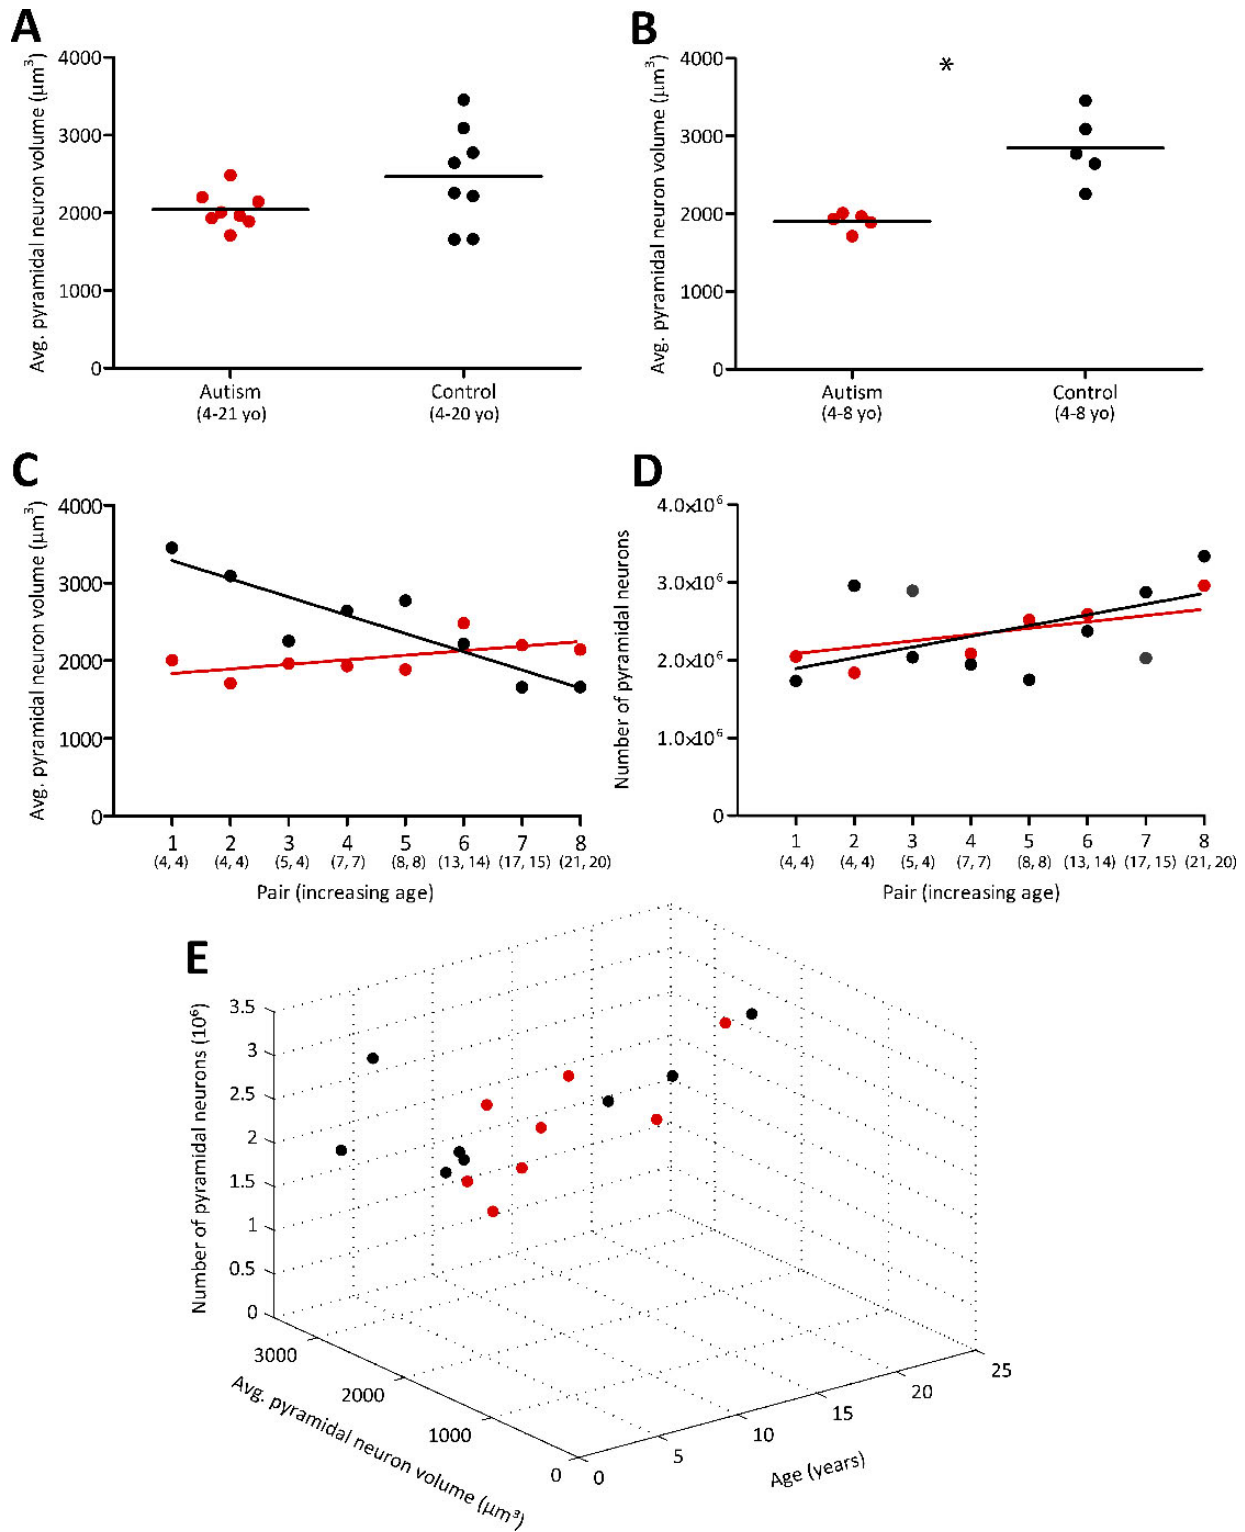 A
Avg. pyramidal neuron volume (µm³)
4000
3000
2000
1000
0
Autism
(4-21 yo)
Control
(4-20 yo)
B
Avg. pyramidal neuron volume (µm³)
4000
3000
2000
1000
0
*
Autism
(4-8 yo)
Control
(4-8 yo)
C
Avg. pyramidal neuron volume (µm³)
4000
3000
2000
1000
0
1 2 3 4 5 6 7 8
(4, 4) (4, 4) (5, 4) (7, 7) (8, 8) (13, 14) (17, 15) (21, 20)
Pair (increasing age)
D
Number of pyramidal neurons
4.0x10⁶
3.0x10⁶
2.0x10⁶
1.0x10⁶
0
1 2 3 4 5 6 7 8
(4, 4) (4, 4) (5, 4) (7, 7) (8, 8) (13, 14) (17, 15) (21, 20)
Pair (increasing age)
E
Number of pyramidal neurons (10⁶)
3.5
3
2.5
2
1.5
1
0.5
0
3000
2000
1000
0
Avg. pyramidal neuron volume (µm³)
0
5
10
15
20
25
Age (years)